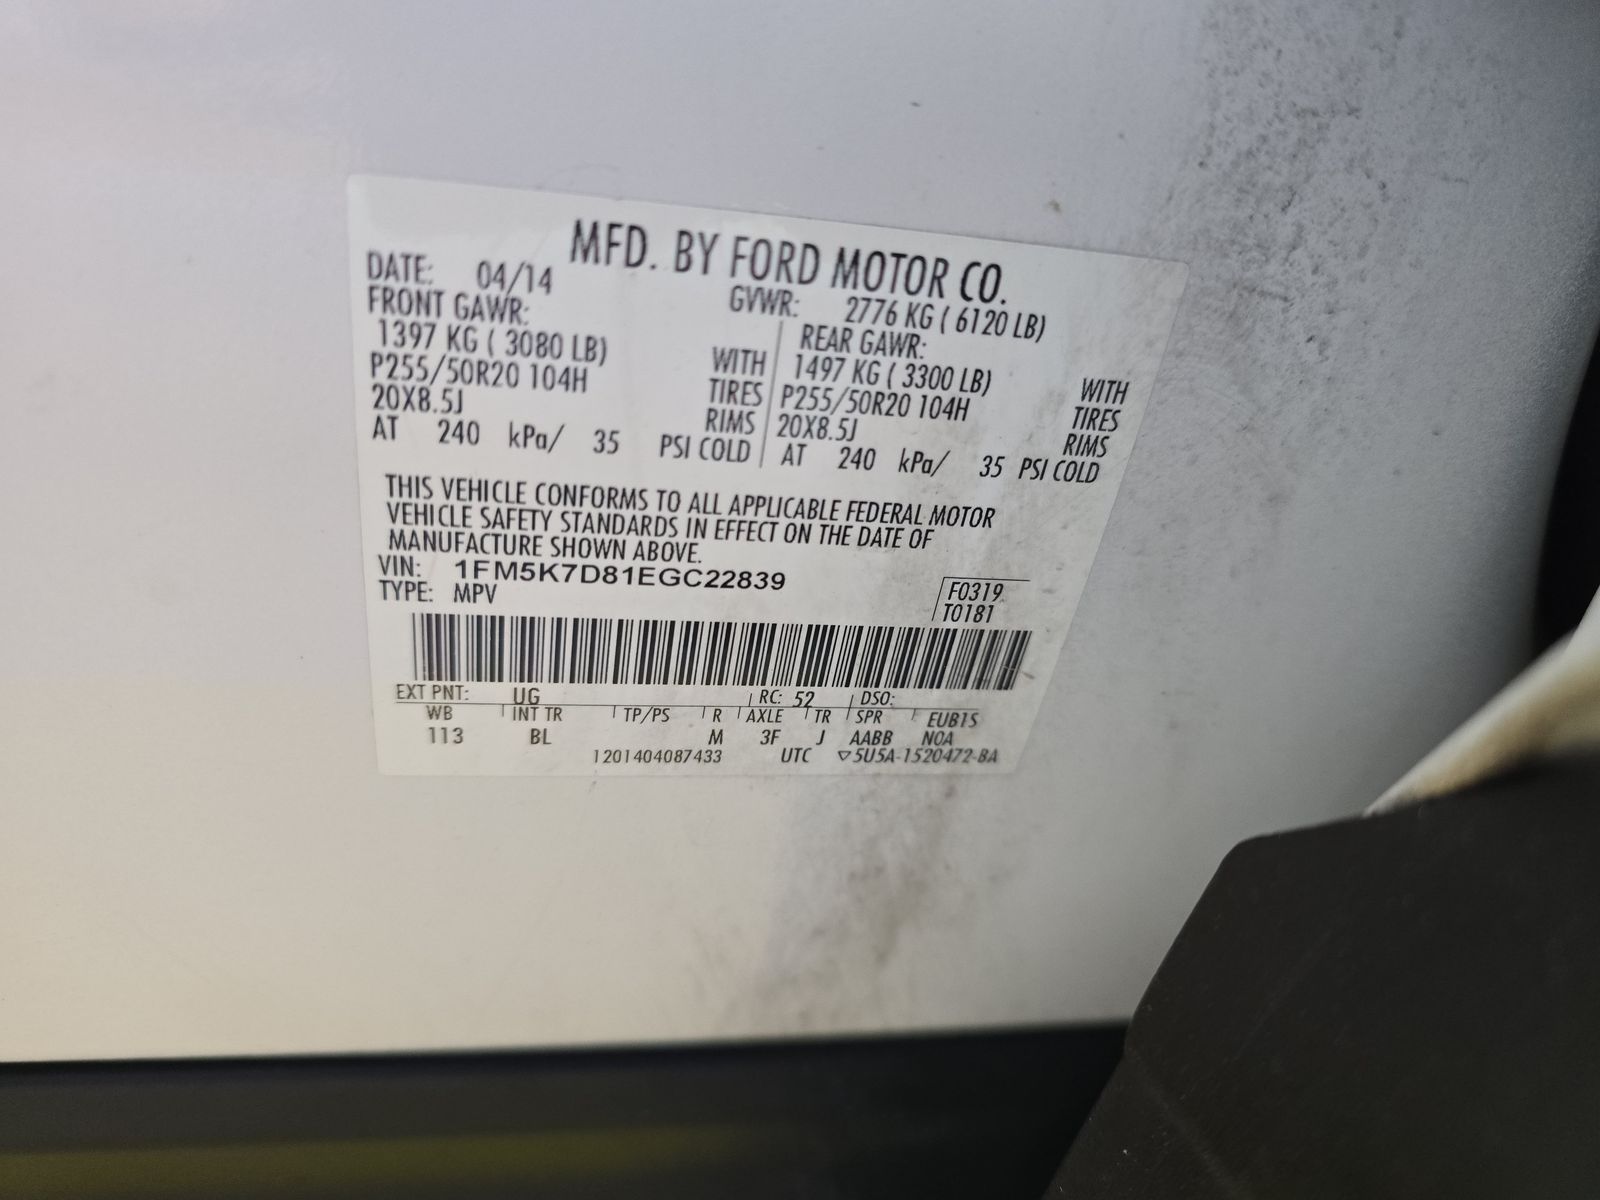 MFD. BY FORD MOTOR CO.
DATE: 04/14 GVWR: 2776 KG ( 6120 LB)
FRONT GAWR: REAR GAWR:
1397 KG ( 3080 LB) WITH 1497 KG ( 3300 LB) WITH
P255/50R20 104H TIRES P255/50R20 104H TIRES
20X8.5J RIMS 20X8.5J RIMS
AT 240 kPa/ 35 PSI COLD AT 240 kPa/ 35 PSI COLD
THIS VEHICLE CONFORMS TO ALL APPLICABLE FEDERAL MOTOR
VEHICLE SAFETY STANDARDS IN EFFECT ON THE DATE OF
MANUFACTURE SHOWN ABOVE.
VIN: 1FM5K7D81EGC22839
TYPE: MPV
F0319
T0181
EXT PNT: UG RC: 52 DSO:
WB INT TR TP/PS R AXLE TR SPR EUB1S
113 BL M 3F J AABB NOA
1201404087433 UTC ▽5U5A-1520472-BA